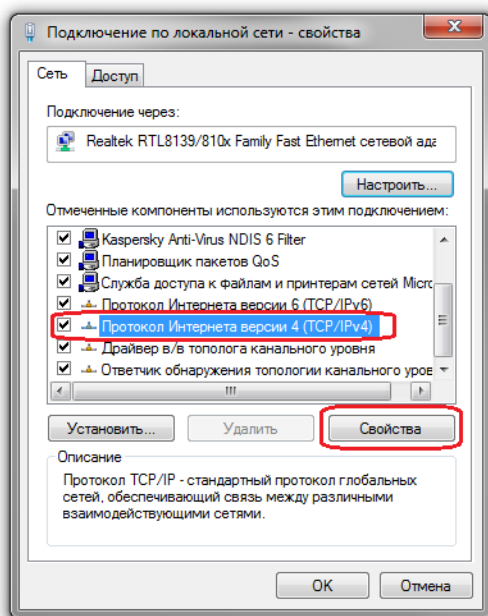 Подключение по локальной сети - свойства
Сеть
Доступ
Подключение через:
Realtek RTL8139/810x Family Fast Ethernet сетевой ада
Настроить...
Отмеченные компоненты используются этим подключением:
Kaspersky Anti-Virus NDIS 6 Filter
Планировщик пакетов QoS
Служба доступа к файлам и принтерам сетей Micro
Протокол Интернета версии 6 (TCP/IPv6)
Протокол Интернета версии 4 (TCP/IPv4)
Драйвер в/в тополога канального уровня
Ответчик обнаружения топологии канального уров
Установить...
Удалить
Свойства
Описание
Протокол TCP/IP - стандартный протокол глобальных
сетей, обеспечивающий связь между различными
взаимодействующими сетями.
OK
Отмена